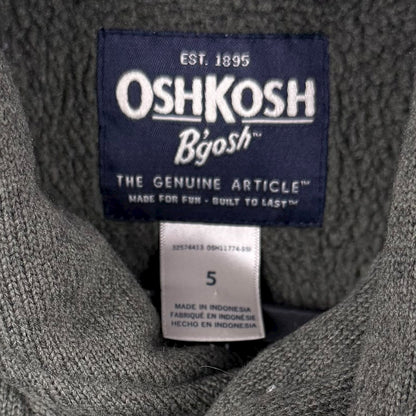 EST. 1895
OSHKOSH
B'gosh™
THE GENUINE ARTICLE™
MADE FOR FUN - BUILT TO LAST™
5
MADE IN INDONESIA
FABRIQUÉ EN INDONÉSIE
HECHO EN INDONESIA